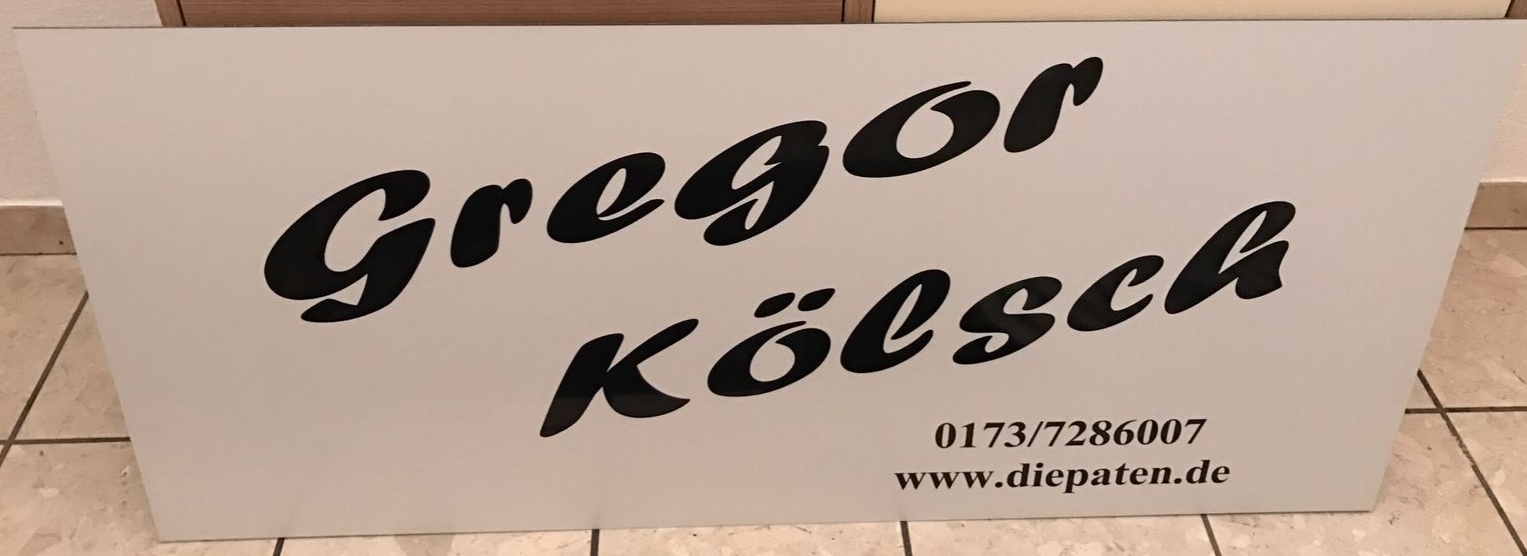 Gregor
Kölsch
0173/7286007
www.diepaten.de